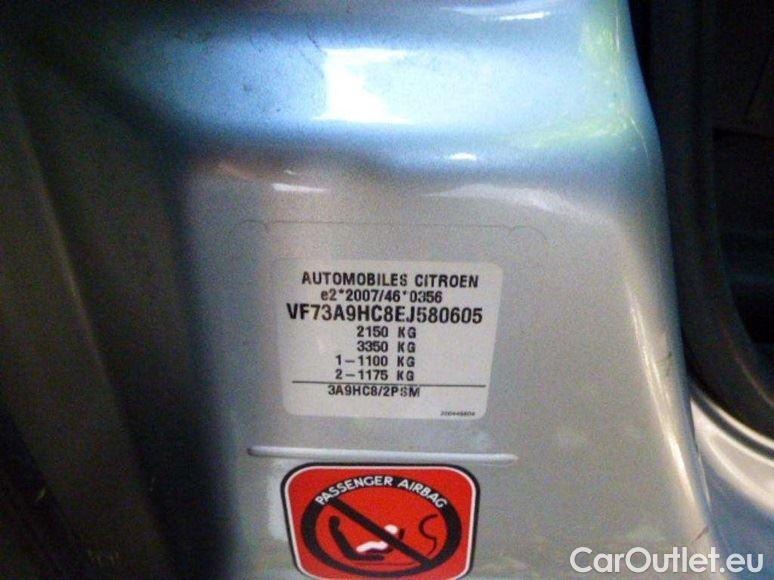 AUTOMOBILES CITROEN
e2*2007/46*0356
VF73A9HC8EJ580605
2150 KG
3350 KG
1-1100 KG
2-1175 KG
3A9HC8/2PSM
PASSENGER AIRBAG
CarOutlet.eu